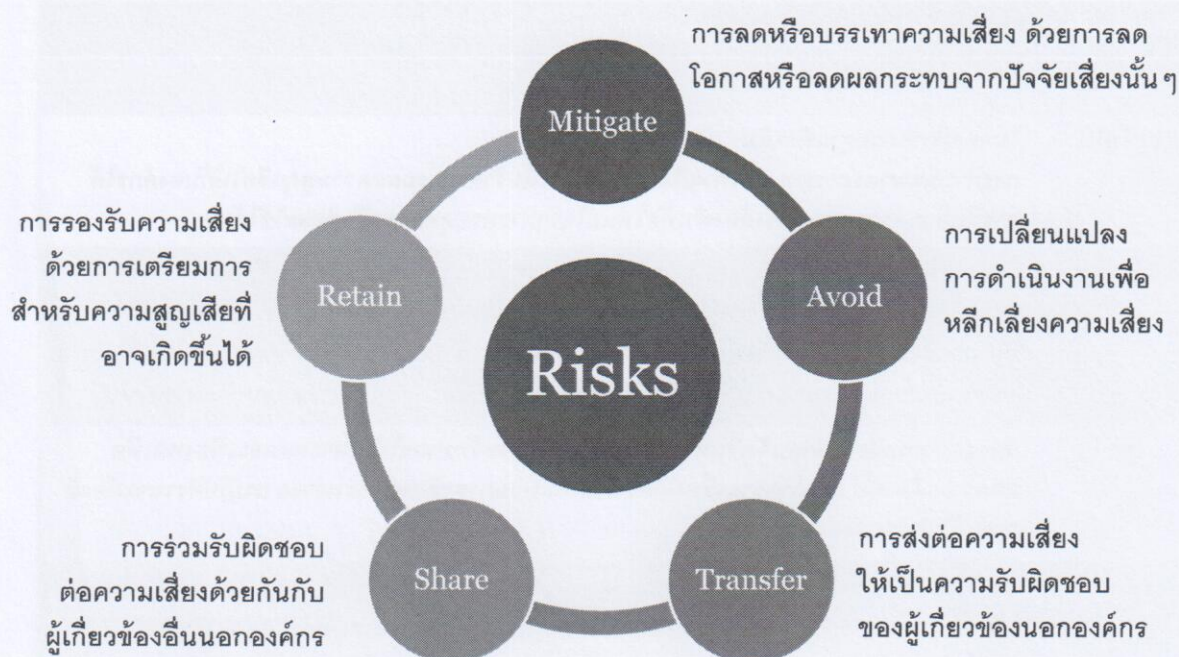 การลดหรือบรรเทาความเสี่ยง ด้วยการลด
โอกาสหรือลดผลกระทบจากปัจจัยเสี่ยงนั้นๆ
Mitigate
การรองรับความเสี่ยง
ด้วยการเตรียมการ
สำหรับความสูญเสียที่
อาจเกิดขึ้นได้
Retain
Avoid
การเปลี่ยนแปลง
การดำเนินงานเพื่อ
หลีกเลี่ยงความเสี่ยง
Risks
การร่วมรับผิดชอบ
ต่อความเสี่ยงด้วยกันกับ
ผู้เกี่ยวข้องอื่นนอกองค์กร
Share
Transfer
การส่งต่อความเสี่ยง
ให้เป็นความรับผิดชอบ
ของผู้เกี่ยวข้องนอกองค์กร